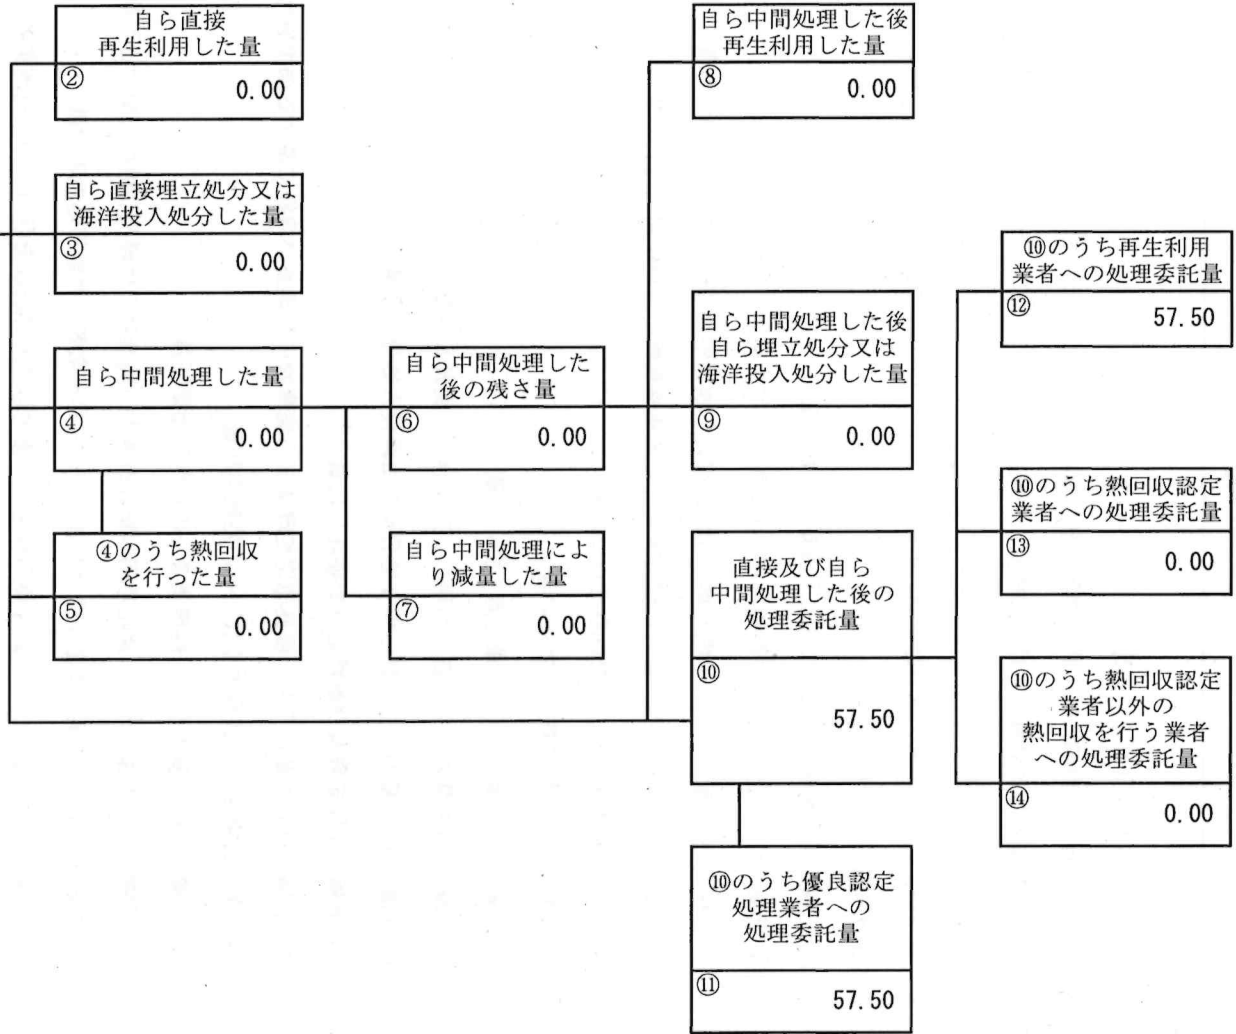 自ら直接
再生利用した量
②
0.00
自ら直接埋立処分又は
海洋投入処分した量
③
0.00
自ら中間処理した量
④
0.00
④のうち熱回収
を行った量
⑤
0.00
自ら中間処理した
後の残さ量
⑥
0.00
自ら中間処理によ
り減量した量
⑦
0.00
自ら中間処理した後
再生利用した量
⑧
0.00
自ら中間処理した後
自ら埋立処分又は
海洋投入処分した量
⑨
0.00
直接及び自ら
中間処理した後の
処理委託量
⑩
57.50
⑩のうち優良認定
処理業者への
処理委託量
⑪
57.50
⑩のうち再生利用
業者への処理委託量
⑫
57.50
⑩のうち熱回収認定
業者への処理委託量
⑬
0.00
⑩のうち熱回収認定
業者以外の
熱回収を行う業者
への処理委託量
⑭
0.00